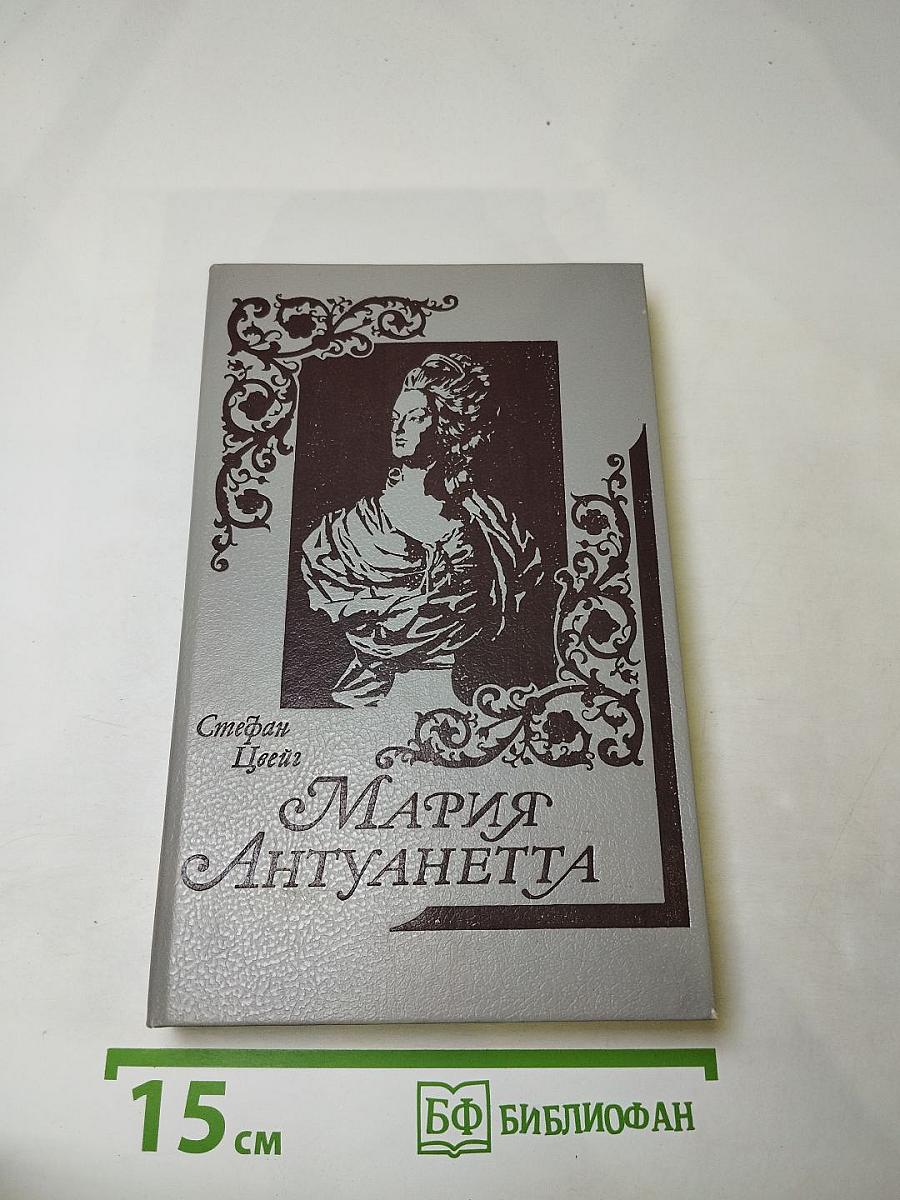 Стефан
Цвейг
Мария
Антуанетта
15 см
БФ БИБЛИОФАН